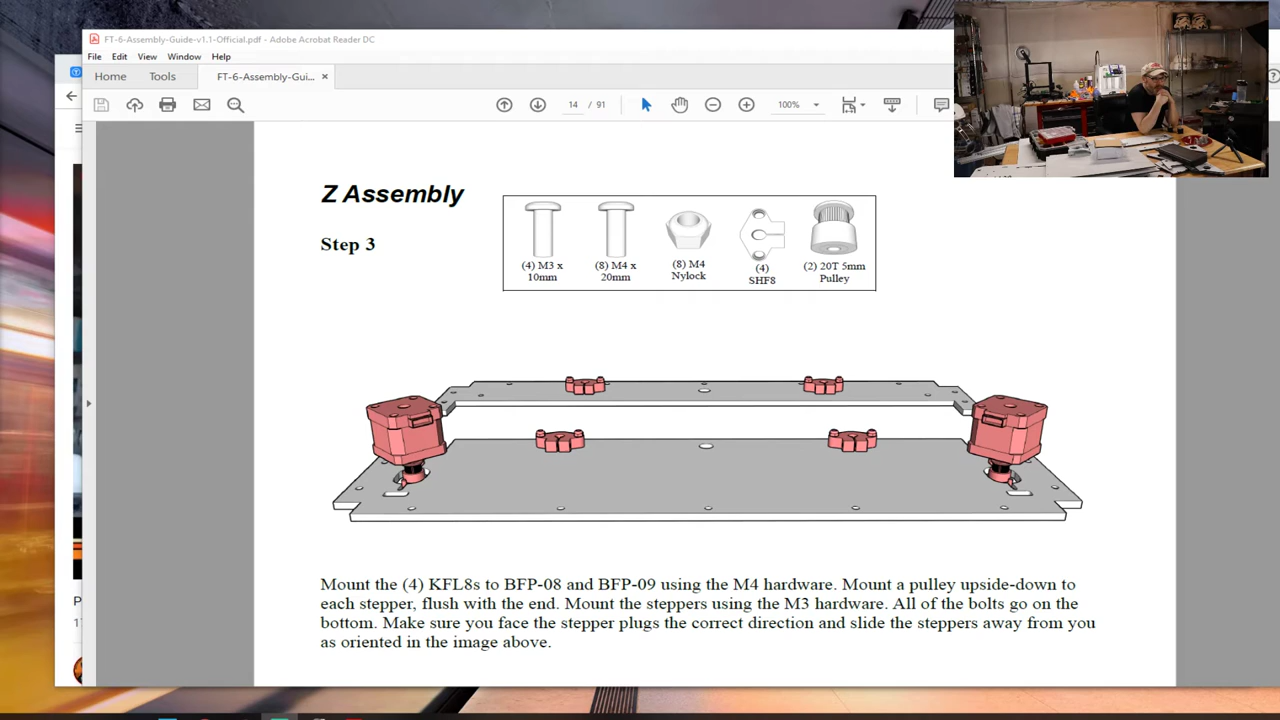 FT-6-Assembly-Guide-v1.1-Official.pdf - Adobe Acrobat Reader DC
File Edit View Window Help
Home Tools FT-6-Assembly-Gui... ×
14 / 91 100%
Z Assembly
Step 3
(4) M3 x
10mm
(8) M4 x
20mm
(8) M4
Nylock
(4)
SHF8
(2) 20T 5mm
Pulley
Mount the (4) KFL8s to BFP-08 and BFP-09 using the M4 hardware. Mount a pulley upside-down to
each stepper, flush with the end. Mount the steppers using the M3 hardware. All of the bolts go on the
bottom. Make sure you face the stepper plugs the correct direction and slide the steppers away from you
as oriented in the image above.